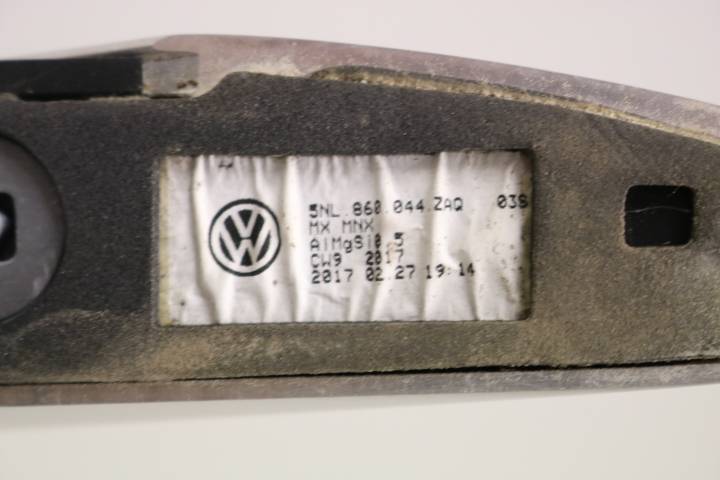 5NL.860.044.ZAQ 03S
MX MNX
AlMgSi0.5
CW9 2017
2017 02.27 19:14